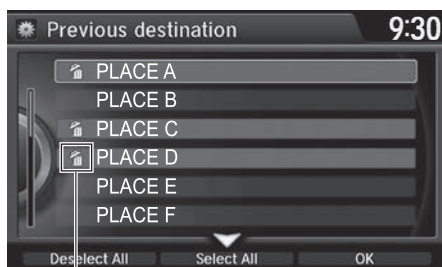 Previous destination 9:30
PLACE A
PLACE B
PLACE C
PLACE D
PLACE E
PLACE F
Deselect All Select All OK